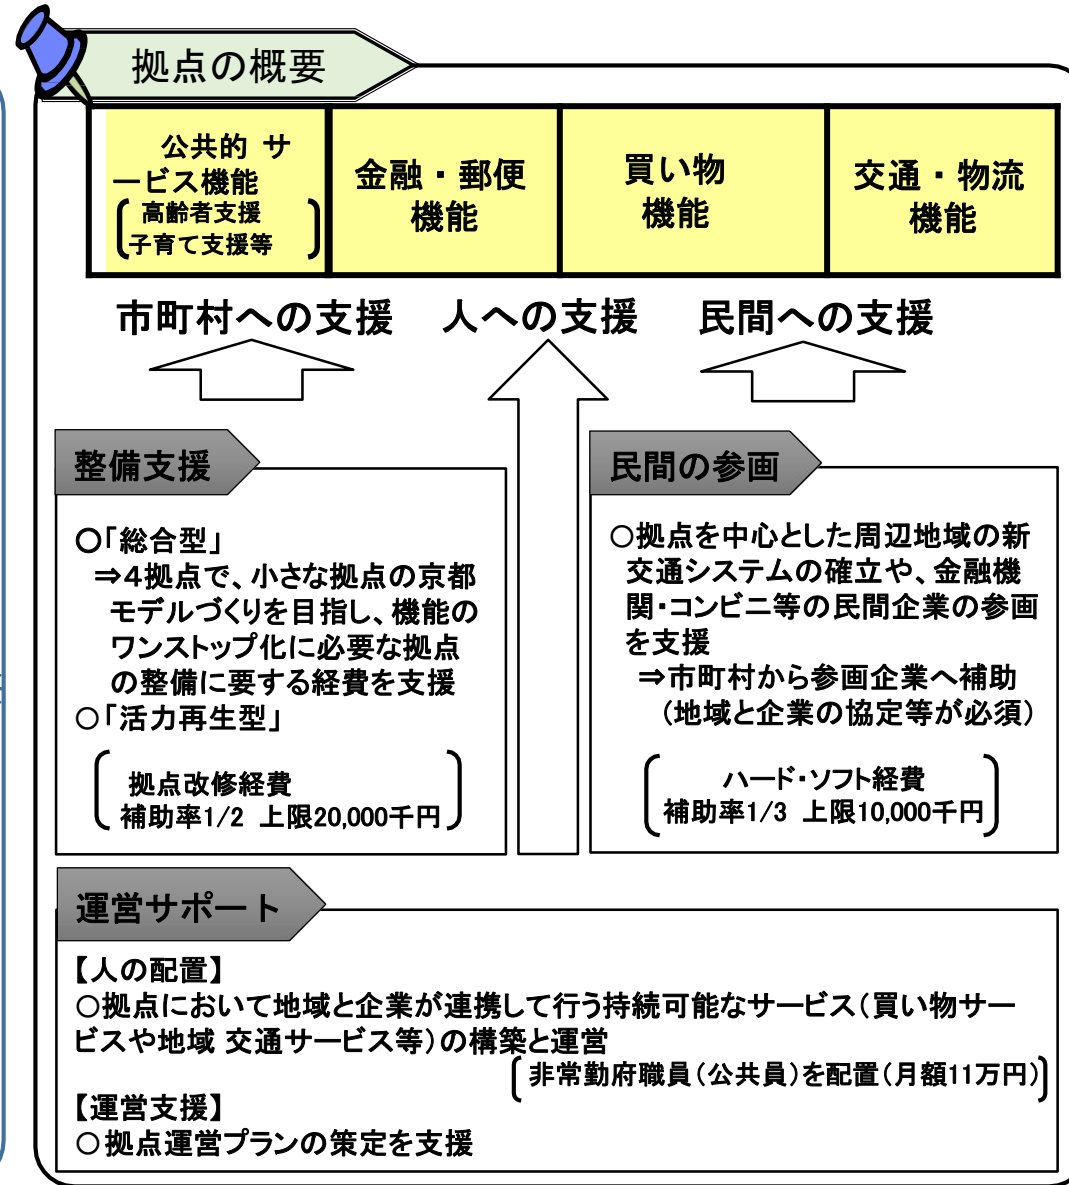 拠点の概要
公共的 サ
ービス機能
高齢者支援
子育て支援等
金融・郵便
機能
買い物
機能
交通・物流
機能
市町村への支援
人への支援
民間への支援
整備支援
○「総合型」
⇒4拠点で、小さな拠点の京都
モデルづくりを目指し、機能の
ワンストップ化に必要な拠点
の整備に要する経費を支援
○「活力再生型」
拠点改修経費
補助率1/2 上限20,000千円
民間の参画
○拠点を中心とした周辺地域の新
交通システムの確立や、金融機
関・コンビニ等の民間企業の参画
を支援
⇒市町村から参画企業へ補助
(地域と企業の協定等が必須)
ハード・ソフト経費
補助率1/3 上限10,000千円
運営サポート
【人の配置】
○拠点において地域と企業が連携して行う持続可能なサービス(買い物サー
ビスや地域 交通サービス等)の構築と運営
非常勤府職員(公共員)を配置(月額11万円)
【運営支援】
○拠点運営プランの策定を支援